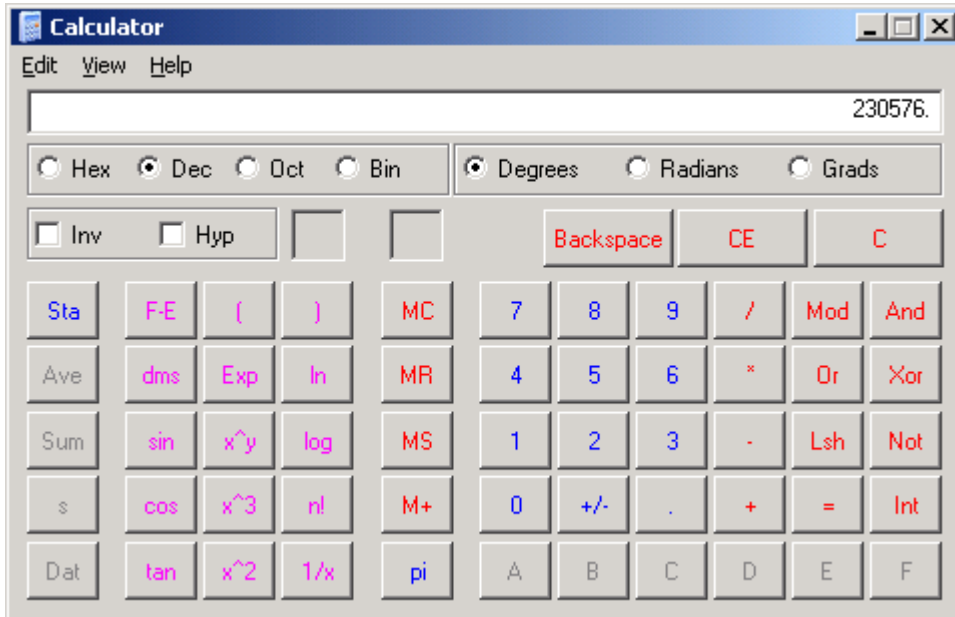 Calculator
Edit View Help
230576.
Hex Dec Oct Bin Degrees Radians Grads
Inv Hyp Backspace CE C
Sta F-E ( ) MC 7 8 9 / Mod And
Ave dms Exp ln MR 4 5 6 * Or Xor
Sum sin x^y log MS 1 2 3 - Lsh Not
s cos x^3 n! M+ 0 +/- . + = Int
Dat tan x^2 1/x pi A B C D E F